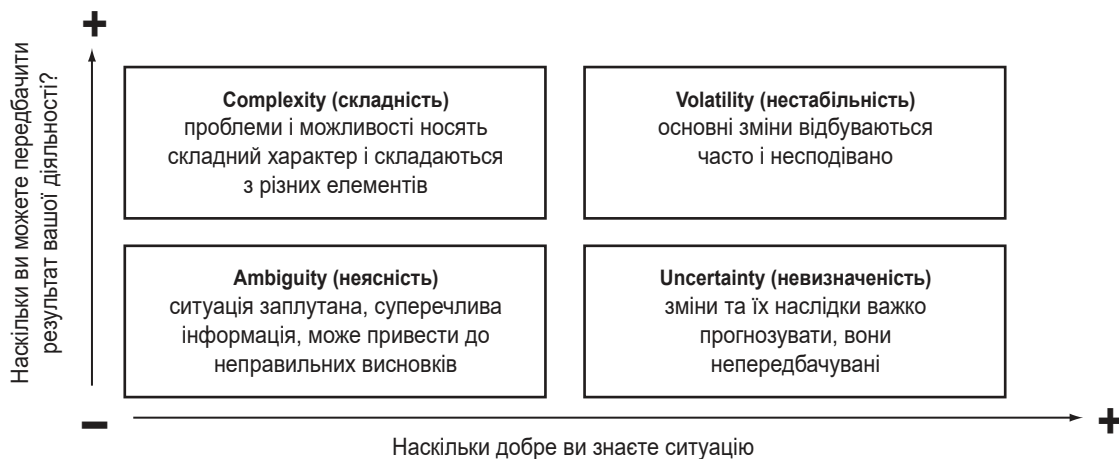 +
Наскільки ви можете передбачити
результат вашої діяльності?
Complexity (складність)
проблеми і можливості носять
складний характер і складаються
з різних елементів
Volatility (нестабільність)
основні зміни відбуваються
часто і несподівано
Ambiguity (неясність)
ситуація заплутана, суперечлива
інформація, може привести до
неправильних висновків
Uncertainty (невизначеність)
зміни та їх наслідки важко
прогнозувати, вони
непередбачувані
–
+
Наскільки добре ви знаєте ситуацію